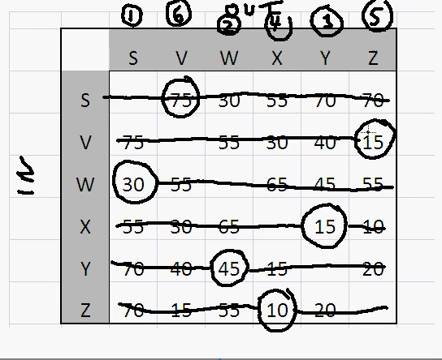 OUT
1 6 2 4 3 5
S V W X Y Z
S 75 30 55 70 70
V 75 55 30 40 15
IN
W 30 55 65 45 55
X 55 30 65 15 10
Y 70 40 45 15 20
Z 70 15 55 10 20